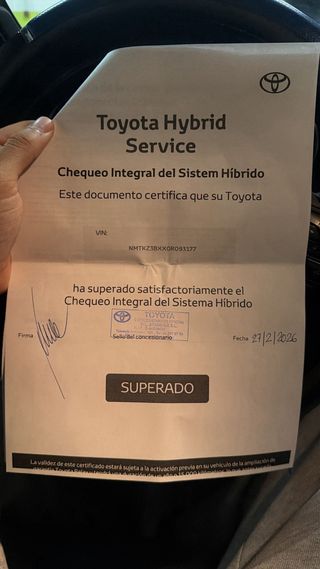 Toyota Hybrid
Service
Chequeo Integral del Sistem Híbrido
Este documento certifica que su Toyota
VIN:
NMTKZ3BXX0R093177
ha superado satisfactoriamente el
Chequeo Integral del Sistema Híbrido
TOYOTA
Firma
Sello del concesionario
Fecha 27/2/2026
SUPERADO
La validez de este certificado estará sujeta a la activación previa en su vehículo de la ampliación de